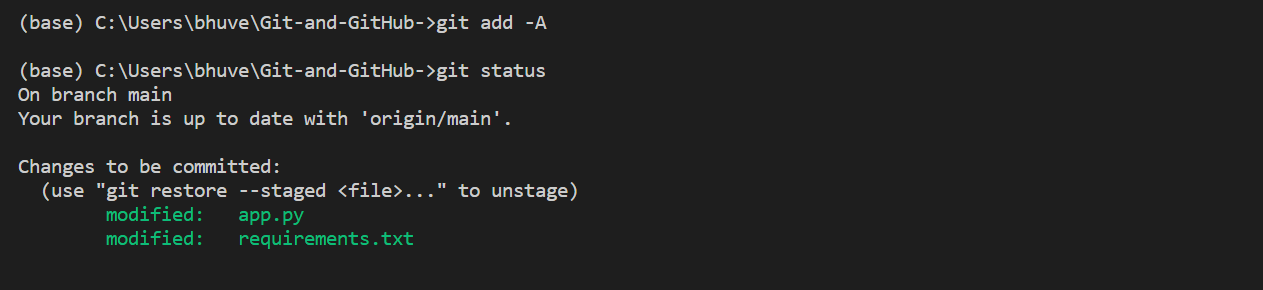 (base) C:\Users\bhuve\Git-and-GitHub->git add -A
(base) C:\Users\bhuve\Git-and-GitHub->git status
On branch main
Your branch is up to date with 'origin/main'.
Changes to be committed:
  (use "git restore --staged <file>..." to unstage)
        modified:   app.py
        modified:   requirements.txt